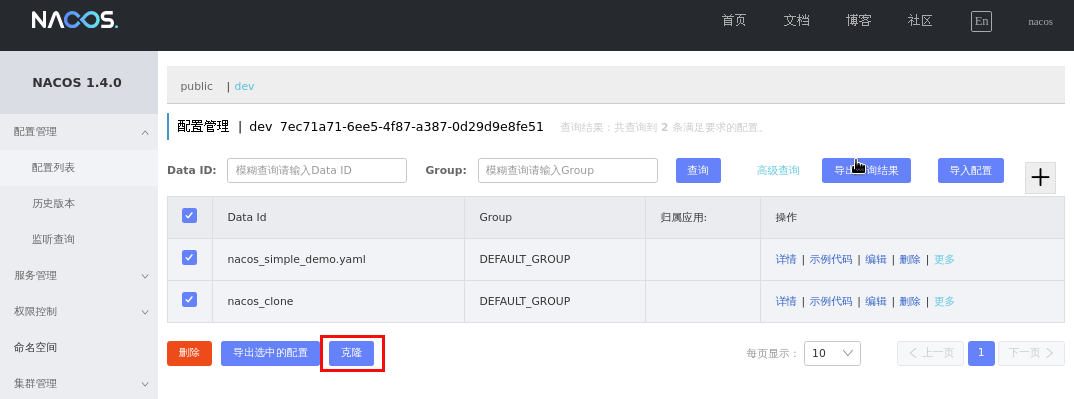 NACOS.
首页 文档 博客 社区 En nacos
NACOS 1.4.0
配置管理
配置列表
历史版本
监听查询
服务管理
权限控制
命名空间
集群管理
public | dev
配置管理 | dev 7ec71a71-6ee5-4f87-a387-0d29d9e8fe51 查询结果：共查询到 2 条满足要求的配置。
Data ID: 模糊查询请输入Data ID Group: 模糊查询请输入Group 查询 高级查询 导出查询结果 导入配置 +
Data Id Group 归属应用: 操作
nacos_simple_demo.yaml DEFAULT_GROUP 详情 | 示例代码 | 编辑 | 删除 | 更多
nacos_clone DEFAULT_GROUP 详情 | 示例代码 | 编辑 | 删除 | 更多
删除 导出选中的配置 克隆 每页显示： 10 上一页 1 下一页